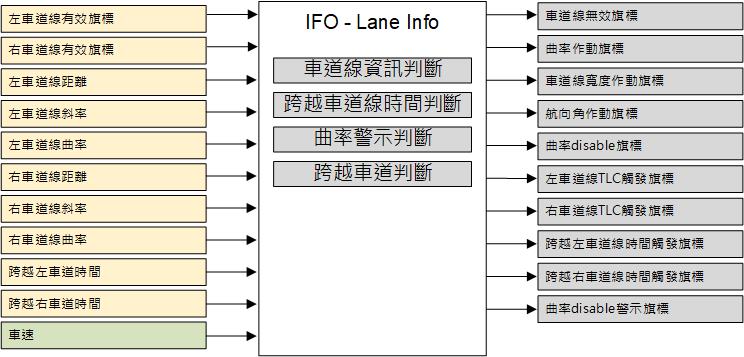 左車道線有效旗標
右車道線有效旗標
左車道線距離
左車道線斜率
左車道線曲率
右車道線距離
右車道線斜率
右車道線曲率
跨越左車道時間
跨越右車道時間
車速
IFO - Lane Info
車道線資訊判斷
跨越車道線時間判斷
曲率警示判斷
跨越車道判斷
車道線無效旗標
曲率作動旗標
車道線寬度作動旗標
航向角作動旗標
曲率disable旗標
左車道線TLC觸發旗標
右車道線TLC觸發旗標
跨越左車道線時間觸發旗標
跨越右車道線時間觸發旗標
曲率disable警示旗標